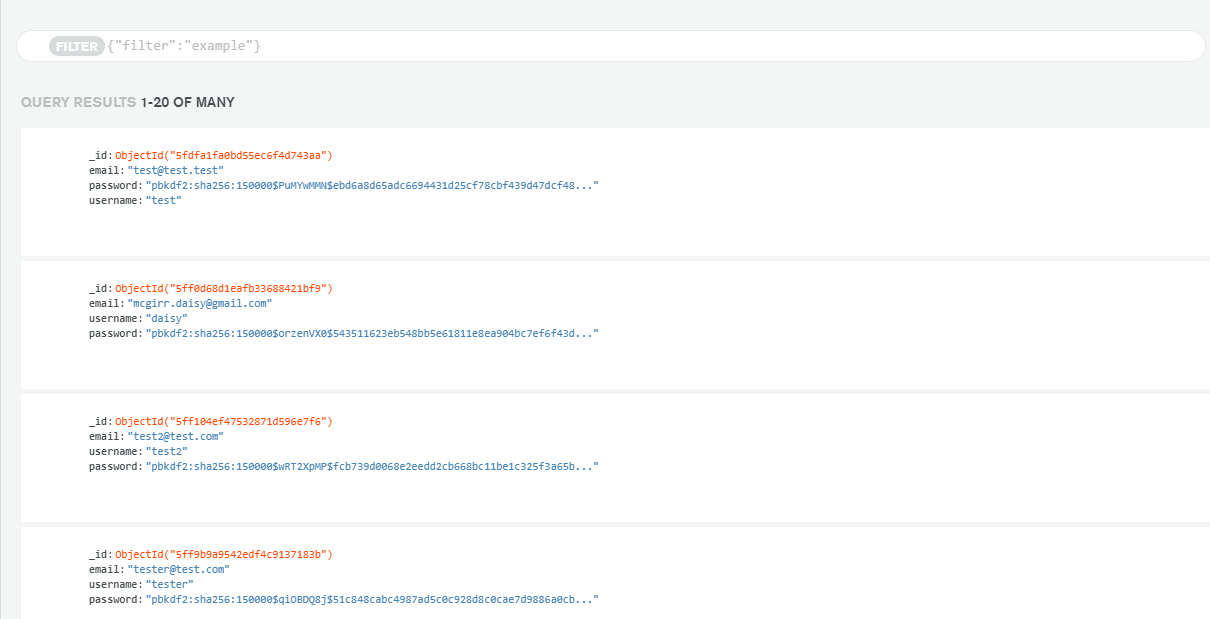 FILTER {"filter":"example"}
QUERY RESULTS 1-20 OF MANY
_id: ObjectId("5fdfa1fa0bd55ec6f4d743aa")
email: "test@test.test"
password: "pbkdf2:sha256:150000$PuMYwMMN$ebd6a8d65adc6694431d25cf78cbf439d47dcf48..."
username: "test"
_id: ObjectId("5ff0d68d1eafb33688421bf9")
email: "mcgirr.daisy@gmail.com"
username: "daisy"
password: "pbkdf2:sha256:150000$orzenVX0$543511623eb548bb5e61811e8ea904bc7ef6f43d..."
_id: ObjectId("5ff104ef47532871d596e7f6")
email: "test2@test.com"
username: "test2"
password: "pbkdf2:sha256:150000$wRT2XpMP$fcb739d0068e2eedd2cb668bc11be1c325f3a65b..."
_id: ObjectId("5ff9b9a9542edf4c9137183b")
email: "tester@test.com"
username: "tester"
password: "pbkdf2:sha256:150000$qiOBDQ8j$51c848cabc4987ad5c0c928d8c0cae7d9886a0cb..."